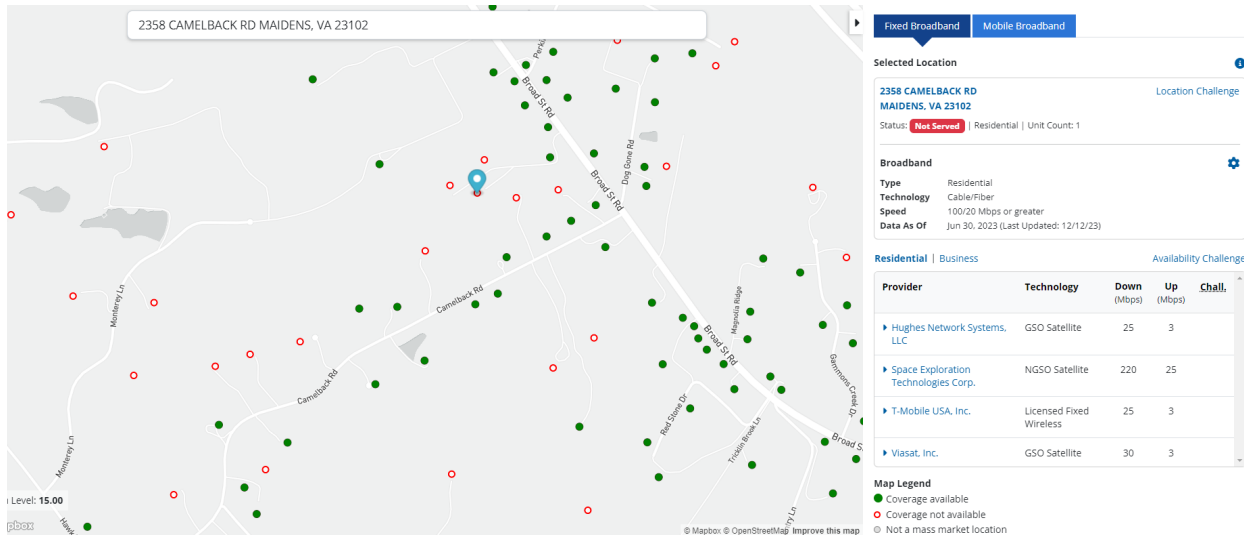 2358 CAMELBACK RD MAIDENS, VA 23102
Broad St Rd
Dog Gone Rd
Broad St Rd
Monterey Ln
Camelback Rd
Magnolia Ridge
Broad St Rd
Gammons Creek Dr
Camelback Rd
Red Stone Dr
Tricklin Brook Ln
Monterey Ln
Broad S
Level: 15.00
© Mapbox © OpenStreetMap Improve this map
Fixed Broadband
Mobile Broadband
Selected Location
2358 CAMELBACK RD
Location Challenge
MAIDENS, VA 23102
Status: Not Served | Residential | Unit Count: 1
Broadband
Type Residential
Technology Cable/Fiber
Speed 100/20 Mbps or greater
Data As Of Jun 30, 2023 (Last Updated: 12/12/23)
Residential | Business
Availability Challenge
Provider Technology Down Up Chall.
(Mbps) (Mbps)
Hughes Network Systems, GSO Satellite 25 3
LLC
Space Exploration NGSO Satellite 220 25
Technologies Corp.
T-Mobile USA, Inc. Licensed Fixed 25 3
Wireless
Viasat, Inc. GSO Satellite 30 3
Map Legend
Coverage available
Coverage not available
Not a mass market location